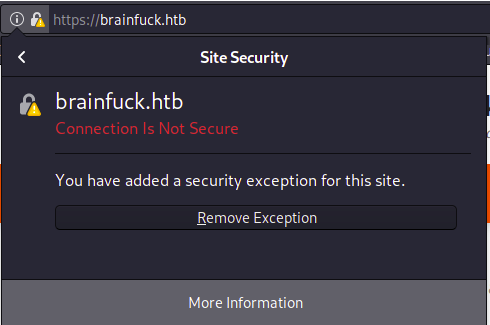 https://brainfuck.htb
Site Security
brainfuck.htb
Connection Is Not Secure
You have added a security exception for this site.
Remove Exception
More Information